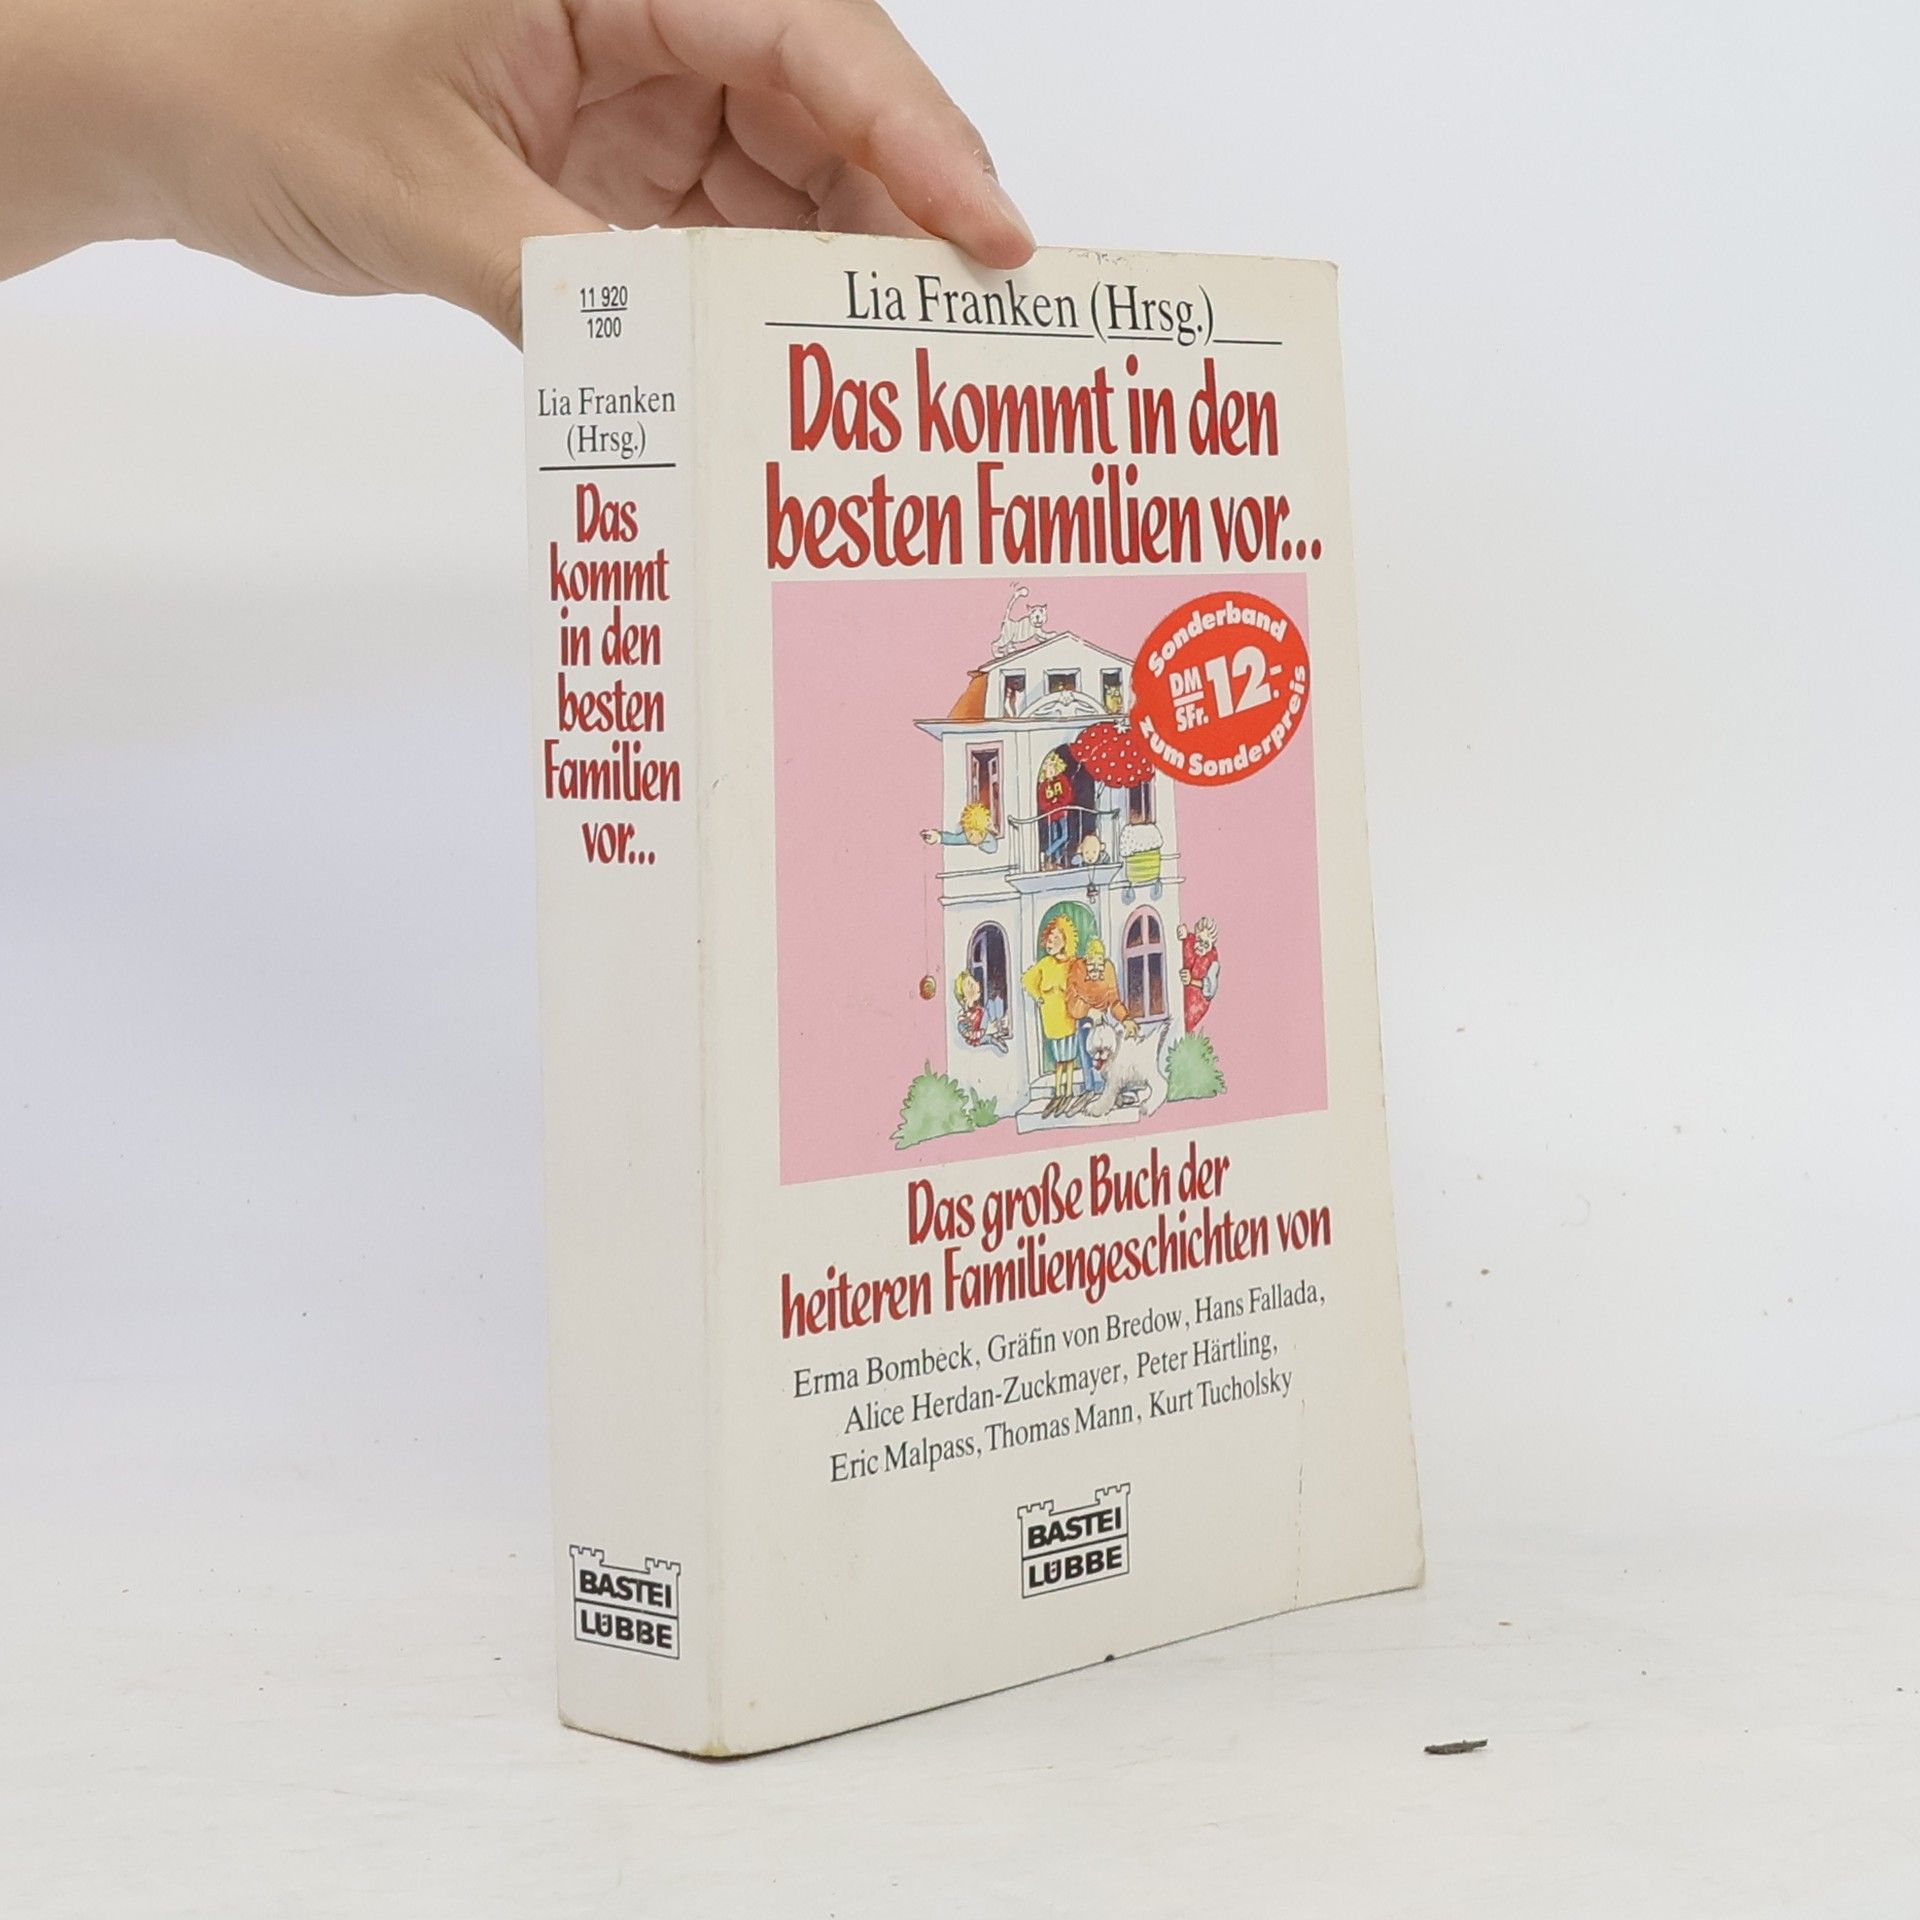 11 920
1200
Lia Franken
(Hrsg.)
Das
kommt
in den
besten
Familien
vor...
BASTEI
LÜBBE
Lia Franken (Hrsg.)
Das kommt in den
besten Familien vor...
Sonderband
DM
SFr. 12.-
zum Sonderpreis
BA
Das große Buch der
heiteren Familiengeschichten von
Erma Bombeck, Gräfin von Bredow, Hans Fallada,
Alice Herdan-Zuckmayer, Peter Härtling,
Eric Malpass, Thomas Mann, Kurt Tucholsky
BASTEI
LÜBBE